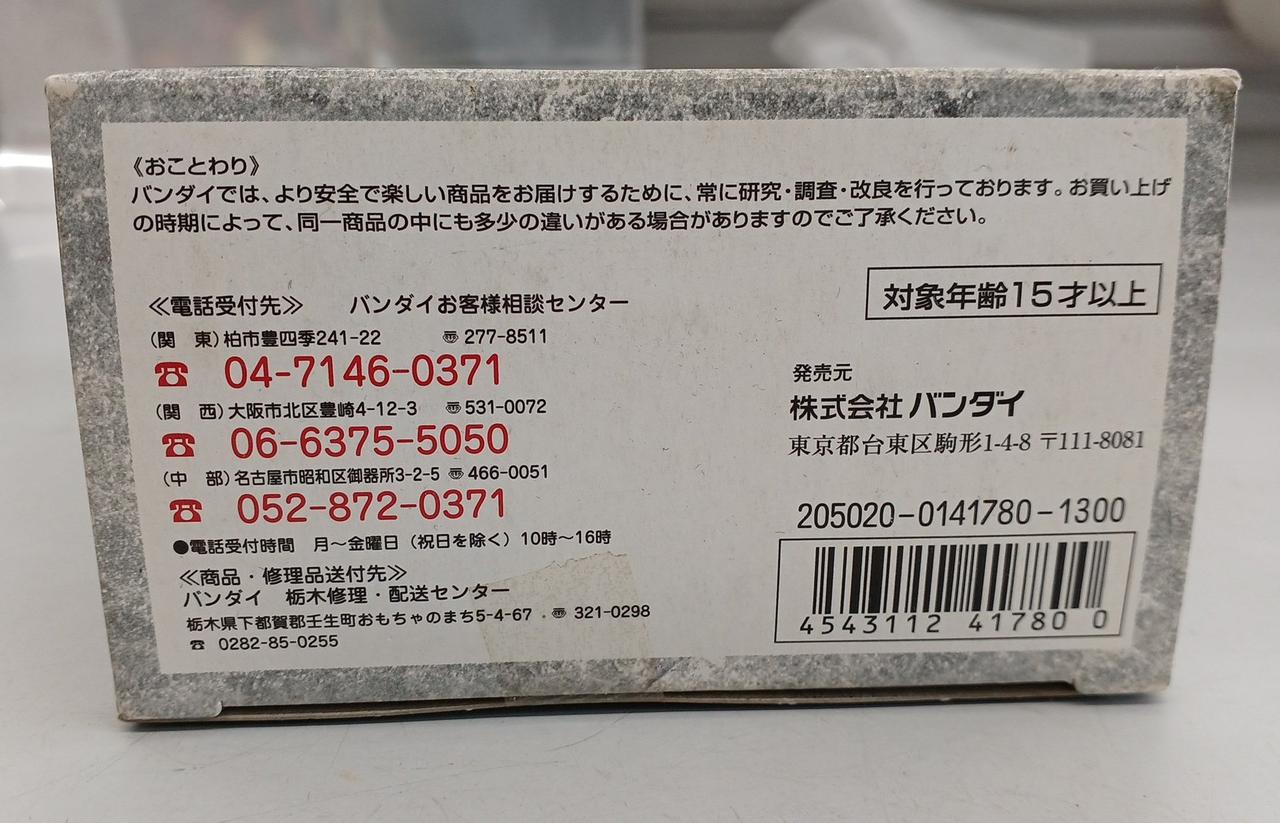 《おことわり》
バンダイでは、より安全で楽しい商品をお届けするために、常に研究・調査・改良を行っております。お買い上げ
の時期によって、同一商品の中にも多少の違いがある場合がありますのでご了承ください。
対象年齢15才以上
≪電話受付先≫ バンダイお客様相談センター
(関 東)柏市豊四季241-22 〠277-8511
☎ 04-7146-0371
(関 西)大阪市北区豊崎4-12-3 〠531-0072
☎ 06-6375-5050
(中 部)名古屋市昭和区御器所3-2-5 〠466-0051
☎ 052-872-0371
●電話受付時間 月〜金曜日(祝日を除く)10時〜16時
≪商品・修理品送付先≫
バンダイ 栃木修理・配送センター
栃木県下都賀郡壬生町おもちゃのまち5-4-67 〠321-0298
☎ 0282-85-0255
発売元
株式会社 バンダイ
東京都台東区駒形1-4-8 〒111-8081
205020-0141780-1300
4543112 41780 0